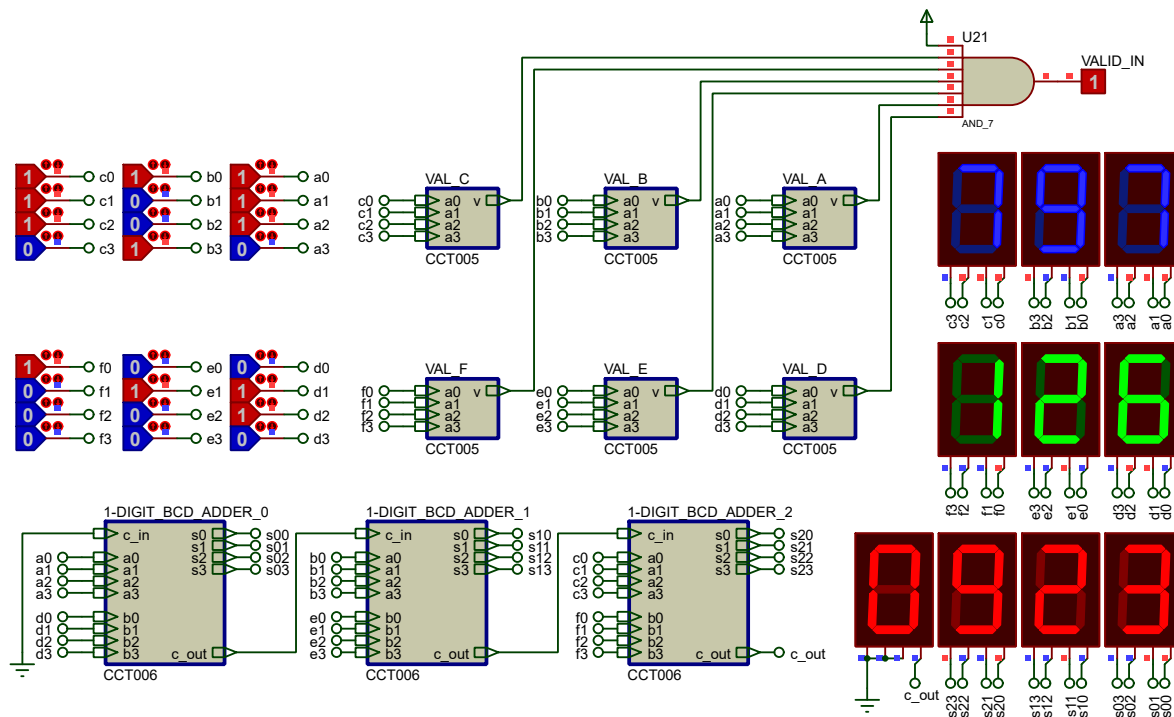 U21
VALID_IN
1
AND_7
1 c0 1 b0 1 a0
1 c1 0 b1 1 a1
1 c2 0 b2 1 a2
0 c3 1 b3 0 a3
VAL_C VAL_B VAL_A
c0 a0 v b0 a0 v a0 a0 v
c1 a1 b1 a1 a1 a1
c2 a2 b2 a2 a2 a2
c3 a3 b3 a3 a3 a3
CCT005 CCT005 CCT005
7 9 7
c3 c2 c1 c0 b3 b2 b1 b0 a3 a2 a1 a0
1 f0 0 e0 0 d0
0 f1 1 e1 1 d1
0 f2 0 e2 1 d2
0 f3 0 e3 0 d3
VAL_F VAL_E VAL_D
f0 a0 v e0 a0 v d0 a0 v
f1 a1 e1 a1 d1 a1
f2 a2 e2 a2 d2 a2
f3 a3 e3 a3 d3 a3
CCT005 CCT005 CCT005
1 2 6
f3 f2 f1 f0 e3 e2 e1 e0 d3 d2 d1 d0
1-DIGIT_BCD_ADDER_0 1-DIGIT_BCD_ADDER_1 1-DIGIT_BCD_ADDER_2
c_in s0 s00 c_in s0 s10 c_in s0 s20
s1 s01 s1 s11 s1 s21
a0 a0 s2 s02 b0 a0 s2 s12 c0 a0 s2 s22
a1 a1 s3 s03 b1 a1 s3 s13 c1 a1 s3 s23
a2 a2 b2 a2 c2 a2
a3 a3 b3 a3 c3 a3
d0 b0 e0 b0 f0 b0
d1 b1 e1 b1 f1 b1
d2 b2 e2 b2 f2 b2
d3 b3 c_out e3 b3 c_out f3 b3 c_out c_out
CCT006 CCT006 CCT006
0 9 2 3
c_out s23 s22 s21 s20 s13 s12 s11 s10 s03 s02 s01 s00